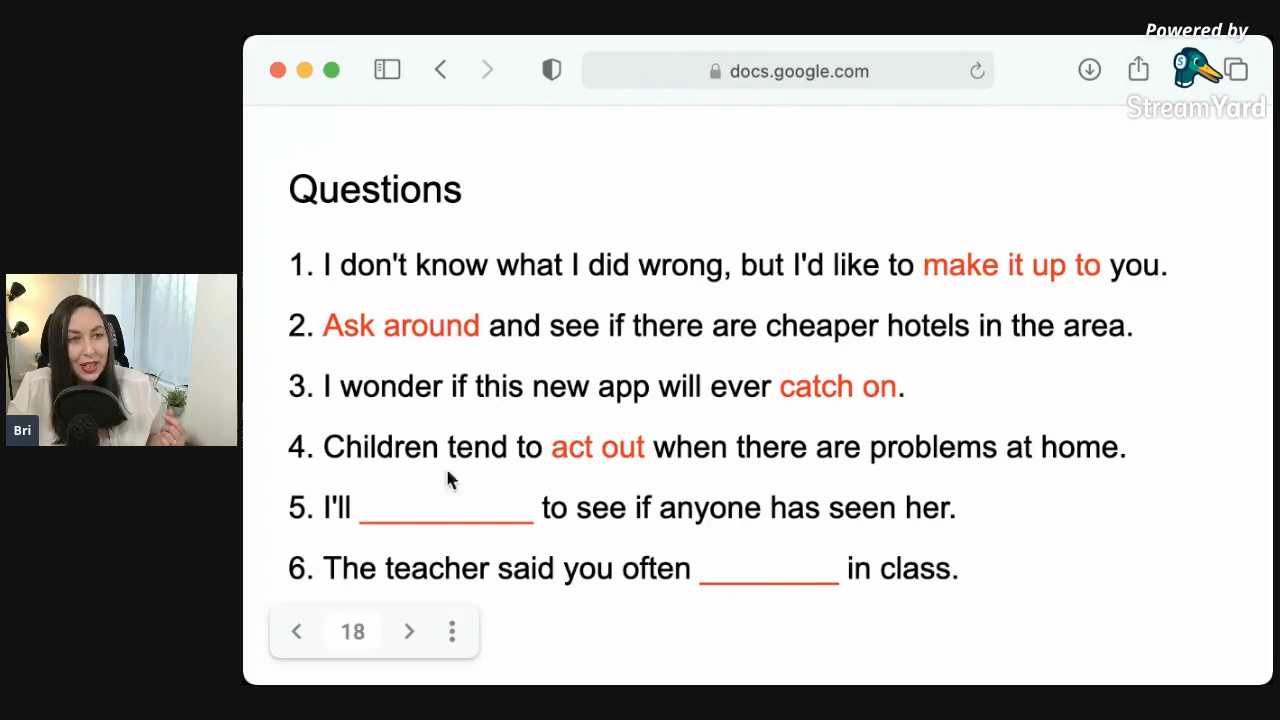 Powered by
docs.google.com
StreamYard
Questions
1. I don't know what I did wrong, but I'd like to make it up to you.
2. Ask around and see if there are cheaper hotels in the area.
3. I wonder if this new app will ever catch on.
4. Children tend to act out when there are problems at home.
5. I'll __________ to see if anyone has seen her.
6. The teacher said you often ________ in class.
Bri
18